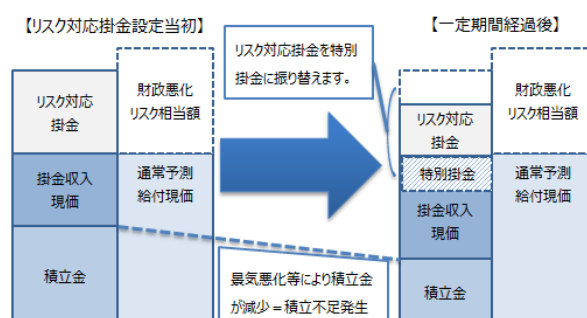 【リスク対応掛金設定当初】
リスク対応
掛金
財政悪化
リスク相当額
掛金収入
現価
通常予測
給付現価
積立金
リスク対応掛金を特別
掛金に振り替えます。
景気悪化等により積立金
が減少＝積立不足発生
【一定期間経過後】
リスク対応
掛金
財政悪化
リスク相当額
特別掛金
掛金収入
現価
通常予測
給付現価
積立金